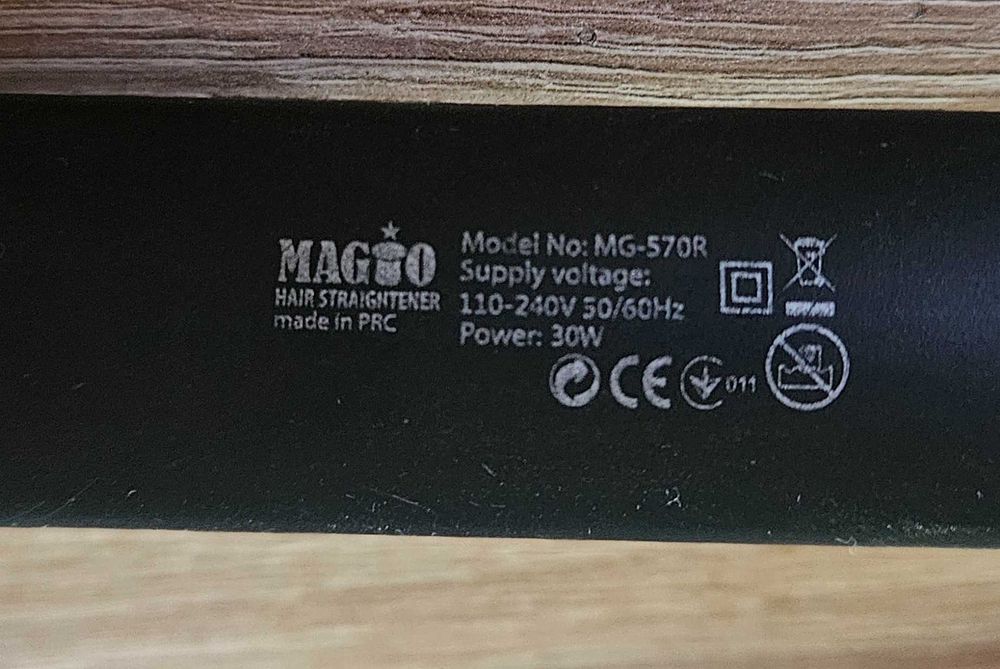 MAGIO
HAIR STRAIGHTENER
made in PRC
Model No: MG-570R
Supply voltage:
110-240V 50/60Hz
Power: 30W
CE
011